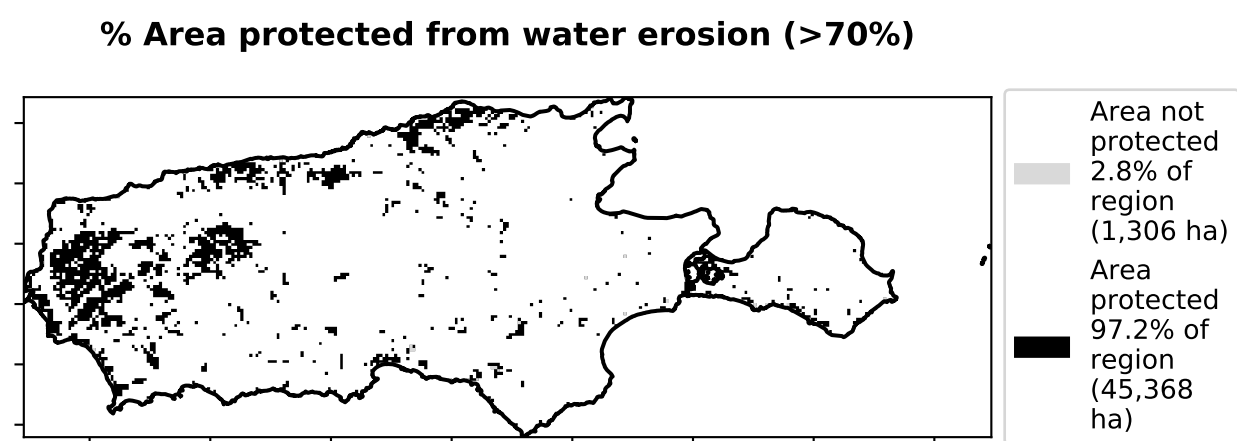 % Area protected from water erosion (>70%)
Area not
protected
2.8% of
region
(1,306 ha)
Area
protected
97.2% of
region
(45,368
ha)